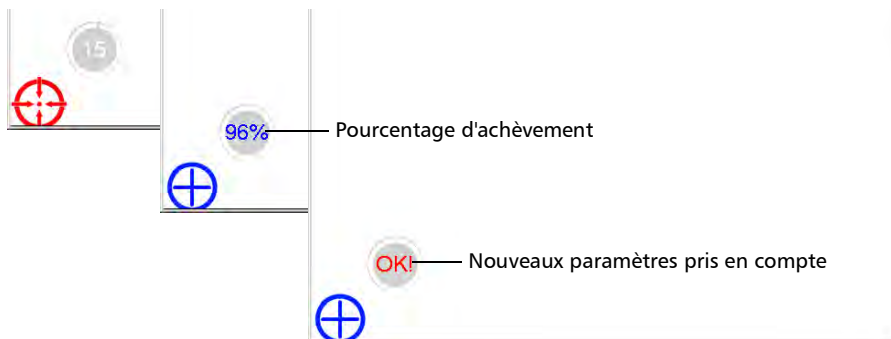 15
96%
Pourcentage d'achèvement
OK!
Nouveaux paramètres pris en compte